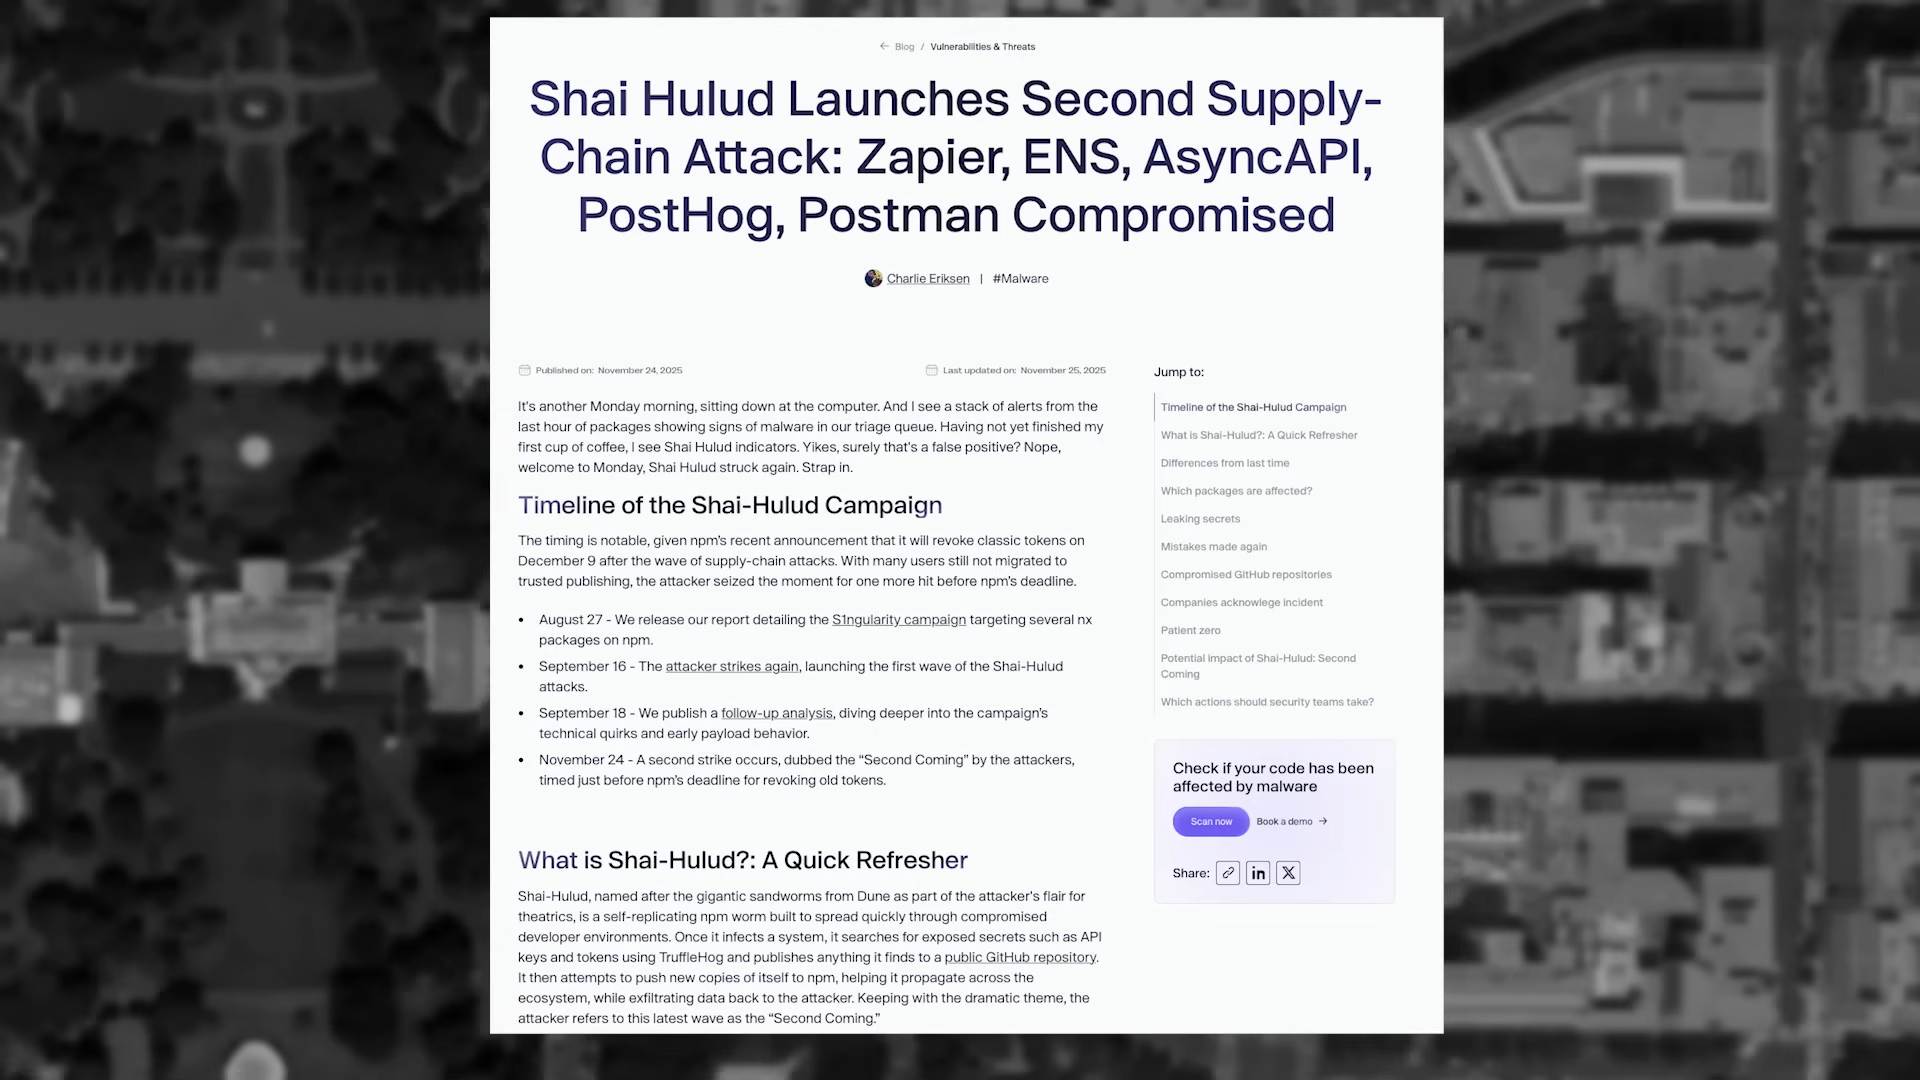 Blog / Vulnerabilities & Threats
Shai Hulud Launches Second Supply-
Chain Attack: Zapier, ENS, AsyncAPI,
PostHog, Postman Compromised
Charlie Eriksen | #Malware
Published on: November 24, 2025
Last updated on: November 25, 2025
It's another Monday morning, sitting down at the computer. And I see a stack of alerts from the
last hour of packages showing signs of malware in our triage queue. Having not yet finished my
first cup of coffee, I see Shai Hulud indicators. Yikes, surely that's a false positive? Nope,
welcome to Monday, Shai Hulud struck again. Strap in.
Timeline of the Shai-Hulud Campaign
The timing is notable, given npm's recent announcement that it will revoke classic tokens on
December 9 after the wave of supply-chain attacks. With many users still not migrated to
trusted publishing, the attacker seized the moment for one more hit before npm's deadline.
• August 27 - We release our report detailing the S1ngularity campaign targeting several nx
packages on npm.
• September 16 - The attacker strikes again, launching the first wave of the Shai-Hulud
attacks.
• September 18 - We publish a follow-up analysis, diving deeper into the campaign's
technical quirks and early payload behavior.
• November 24 - A second strike occurs, dubbed the “Second Coming” by the attackers,
timed just before npm's deadline for revoking old tokens.
What is Shai-Hulud?: A Quick Refresher
Shai-Hulud, named after the gigantic sandworms from Dune as part of the attacker's flair for
theatrics, is a self-replicating npm worm built to spread quickly through compromised
developer environments. Once it infects a system, it searches for exposed secrets such as API
keys and tokens using TruffleHog and publishes anything it finds to a public GitHub repository.
It then attempts to push new copies of itself to npm, helping it propagate across the
ecosystem, while exfiltrating data back to the attacker. Keeping with the dramatic theme, the
attacker refers to this latest wave as the “Second Coming.”
Jump to:
Timeline of the Shai-Hulud Campaign
What is Shai-Hulud?: A Quick Refresher
Differences from last time
Which packages are affected?
Leaking secrets
Mistakes made again
Compromised GitHub repositories
Companies acknowlege incident
Patient zero
Potential impact of Shai-Hulud: Second
Coming
Which actions should security teams take?
Check if your code has been
affected by malware
Scan now
Book a demo
Share: